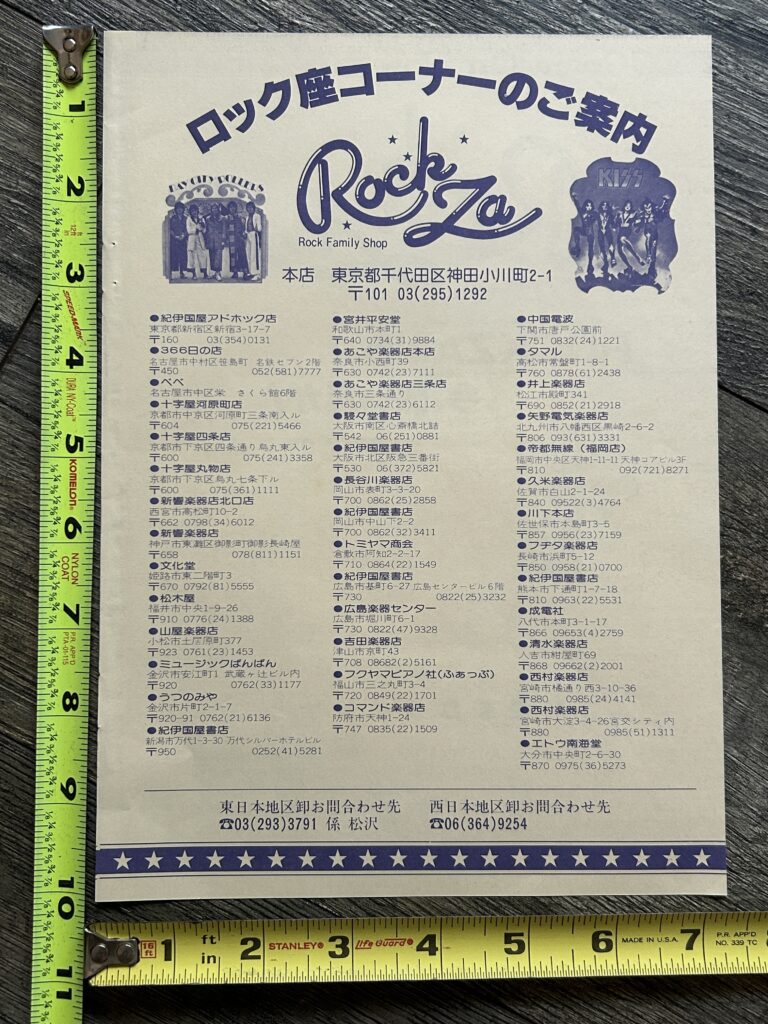 ロック座コーナーのご案内
BAY CITY ROLLERS
Rock Za
Rock Family Shop
KISS
本店 東京都千代田区神田小川町2-1
〒101 03(295)1292
●紀伊国屋アドホック店
東京都新宿区新宿3-17-7
〒160 03(354)0131
●366日の店
名古屋市中村区笹島町 名鉄セブン2階
〒450 052(581)7777
●ペペ
名古屋市中区栄 さくら館6階
●十字屋河原町店
京都市中京区河原町三条南入ル
〒604 075(221)5466
●十字屋四条店
京都市下京区四条通り烏丸東入ル
〒600 075(241)3358
●十字屋丸物店
京都市下京区烏丸七条下ル
〒600 075(361)1111
●新響楽器店北口店
西宮市高松町10-2
〒662 0798(34)6012
●新響楽器店
神戸市東灘区御影町御影長崎屋
〒658 078(811)1151
●文化堂
姫路市東二階町3
〒670 0792(81)5555
●松木屋
福井市中央1-9-26
〒910 0776(24)1388
●山屋楽器店
小松市土居原町377
〒923 0761(23)1453
●ミュージックぱんぱん
金沢市安江町1 武蔵ヶ辻ビル内
〒920 0762(33)1177
●うつのみや
金沢市片町2-1-7
〒920-91 0762(21)6136
●紀伊国屋書店
新潟市万代1-3-30 万代シルバーホテルビル
〒950 0252(41)5281
●宮井平安堂
和歌山市本町1
〒640 0734(31)9884
●あこや楽器店本店
奈良市小西町39
〒630 0742(23)7111
●あこや楽器店三条店
奈良市三条通り
〒630 0742(23)6112
●駸々堂書店
大阪市南区心斎橋北詰
〒542 06(251)0881
●紀伊国屋書店
大阪市北区阪急三番街
〒530 06(372)5821
●長谷川楽器店
岡山市表町3-3-20
〒700 0862(25)2858
●紀伊国屋書店
岡山市中山下2-2
〒700 0862(32)3411
●トミヤマ商会
倉敷市阿知2-2-17
〒710 0864(22)1549
●紀伊国屋書店
広島市基町6-27 広島センタービル6階
〒730 0822(25)3232
●広島楽器センター
広島市堀川町6-1
〒730 0822(47)9328
●吉田楽器店
津山市京町43
〒708 08682(2)5161
●フクヤマピアノ社(ふぁっぷ)
福山市三之丸町3-4
〒720 0849(22)1701
●コマンド楽器店
防府市天神1-24
〒747 0835(22)1509
●中国電波
下関市唐戸公園前
〒751 0832(24)1221
●タマル
高松市常盤町1-8-1
〒760 0878(61)2438
●井上楽器店
松江市殿町341
〒690 0852(21)2918
●矢野電気楽器店
北九州市八幡西区黒崎2-6-2
〒806 093(631)3331
●帝都無線(福岡店)
福岡市中央区天神1-11-11 天神コアビル3F
〒810 092(721)8271
●久米楽器店
佐賀市白山2-1-24
〒840 09522(3)4764
●川下本店
佐世保市本島町3-5
〒857 0956(23)7159
●フヂタ楽器店
長崎市浜町5-12
〒850 0958(21)0700
●紀伊国屋書店
熊本市下通町1-7-18
〒810 0963(22)5531
●成電社
八代市本町3-1-17
〒866 09653(4)2759
●清水楽器店
人吉市紺屋町69
〒868 09662(2)2001
●西村楽器店
宮崎市橘通り西3-10-36
〒880 0985(24)4141
●西村楽器店
宮崎市大淀3-4-26宮交シティ内
〒880 0985(51)1311
●エトウ南海堂
大分市中央町2-6-30
〒870 0975(36)5273
東日本地区卸お問合わせ先
☎03(293)3791 係 松沢
西日本地区卸お問合わせ先
☎06(364)9254
1 2 3 4 5 6 7 8 9 10 11
12ft
in
SPEED MARK
DURA NY-Coat
KOMELON
NYLON COAT
P.R. APP'D
PTA-01-115
16 ft
ft
in
1 2 STANLEY® 3 Life Guard® 4 5 6 MADE IN U.S.A. 7 P.R. APP'D
NO. 339 TC